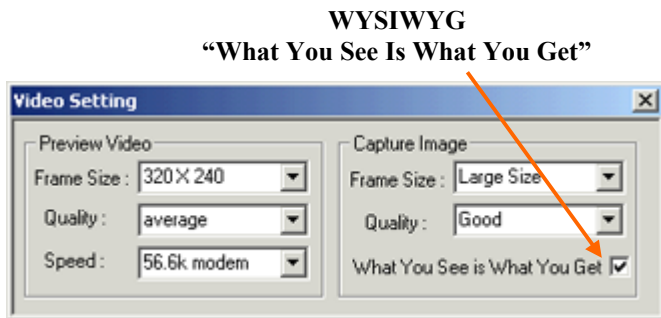 WYSIWYG
“What You See Is What You Get”
Video Setting
Preview Video
Frame Size : 320 X 240
Quality : average
Speed : 56.6k modem
Capture Image
Frame Size : Large Size
Quality : Good
What You See is What You Get